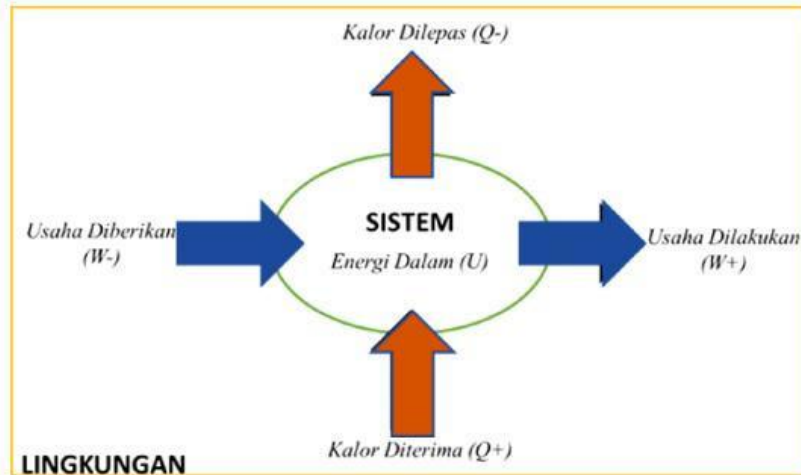 Kalor Dilepas (Q-)
Usaha Diberikan
(W-)
SISTEM
Energi Dalam (U)
Usaha Dilakukan
(W+)
Kalor Diterima (Q+)
LINGKUNGAN